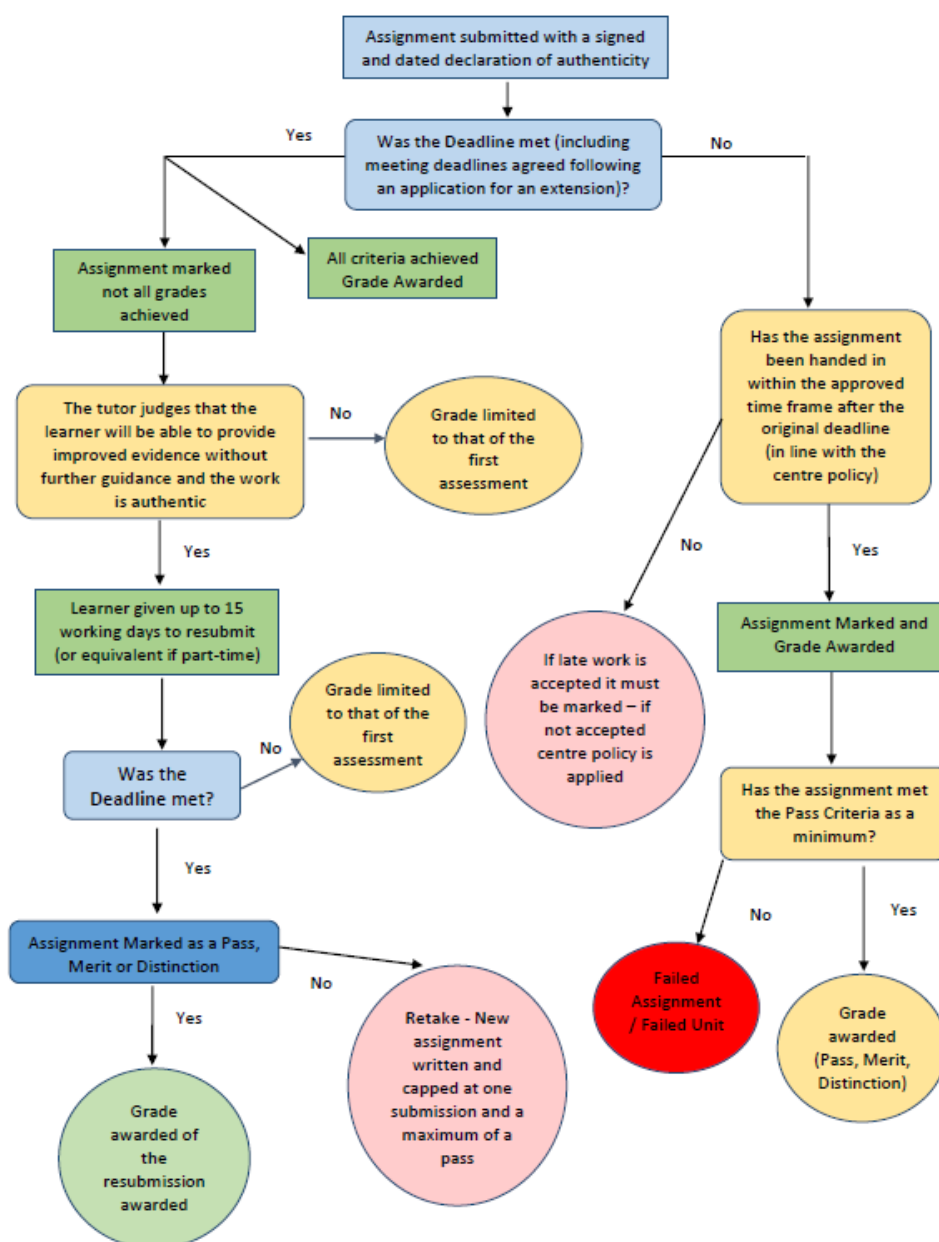 Assignment submitted with a signed
and dated declaration of authenticity
Yes
Was the Deadline met (including
meeting deadlines agreed following
an application for an extension)?
No
Assignment marked
not all grades
achieved
All criteria achieved
Grade Awarded
Has the assignment
been handed in
within the approved
time frame after the
original deadline
(in line with the
centre policy)
The tutor judges that the
learner will be able to provide
improved evidence without
further guidance and the work
is authentic
No
Grade limited
to that of the
first
assessment
Yes
No
Yes
Learner given up to 15
working days to resubmit
(or equivalent if part-time)
If late work is
accepted it must
be marked – if
not accepted
centre policy is
applied
Assignment Marked and
Grade Awarded
Grade limited
to that of the
first
assessment
No
Was the
Deadline met?
Has the assignment met
the Pass Criteria as a
minimum?
Yes
No
Yes
Assignment Marked as a Pass,
Merit or Distinction
No
Yes
Retake - New
assignment
written and
capped at one
submission and a
maximum of a
pass
Failed
Assignment
/ Failed Unit
Grade
awarded
(Pass, Merit,
Distinction)
Grade
awarded of
the
resubmission
awarded